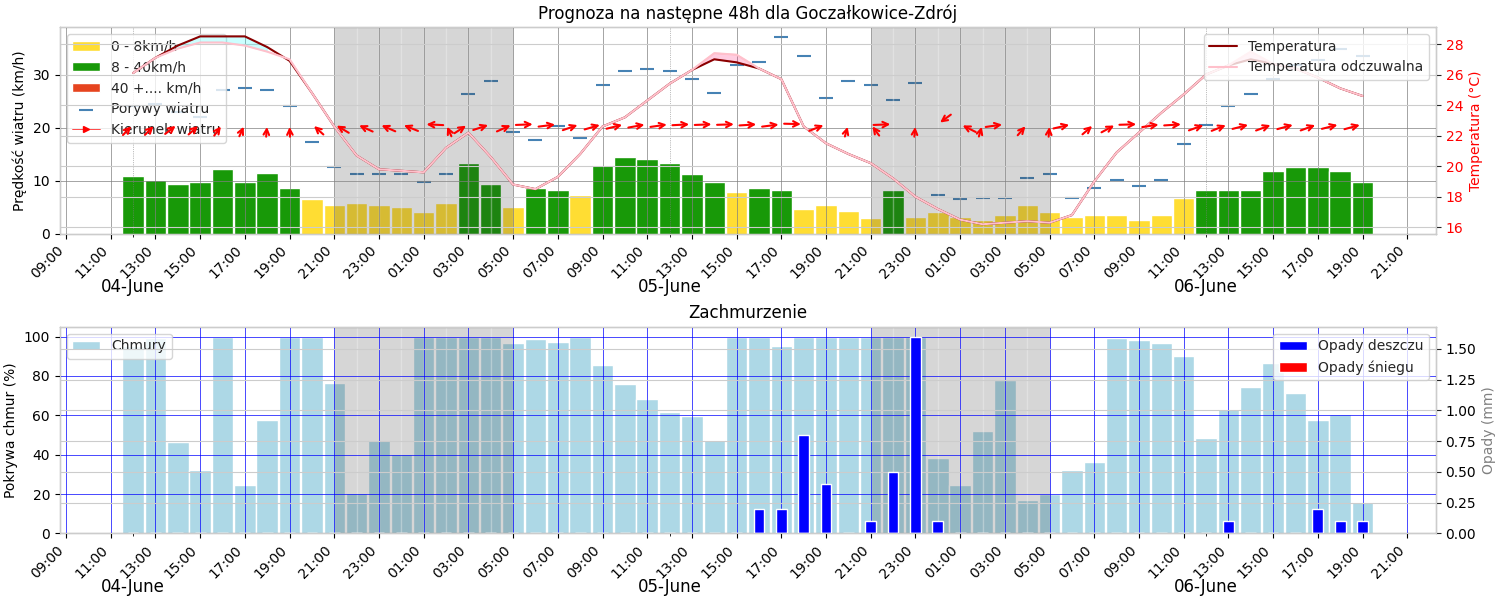 Prognoza na następne 48h dla Goczałkowice-Zdrój
Prędkość wiatru (km/h)
0 - 8km/h
8 - 40km/h
40 +.... km/h
Porywy wiatru
Kierunek wiatru
Temperatura
Temperatura odczuwalna
30
20
10
0
28
26
24
22
20
18
16
Temperatura (°C)
09:00 11:00 13:00 15:00 17:00 19:00 21:00 23:00 01:00 03:00 05:00 07:00 09:00 11:00 13:00 15:00 17:00 19:00 21:00 23:00 01:00 03:00 05:00 07:00 09:00 11:00 13:00 15:00 17:00 19:00 21:00
04-June 05-June 06-June
Zachmurzenie
Pokrywa chmur (%)
Chmury
Opady deszczu
Opady śniegu
100
80
60
40
20
0
1.50
1.25
1.00
0.75
0.50
0.25
0.00
Opady (mm)
09:00 11:00 13:00 15:00 17:00 19:00 21:00 23:00 01:00 03:00 05:00 07:00 09:00 11:00 13:00 15:00 17:00 19:00 21:00 23:00 01:00 03:00 05:00 07:00 09:00 11:00 13:00 15:00 17:00 19:00 21:00
04-June 05-June 06-June